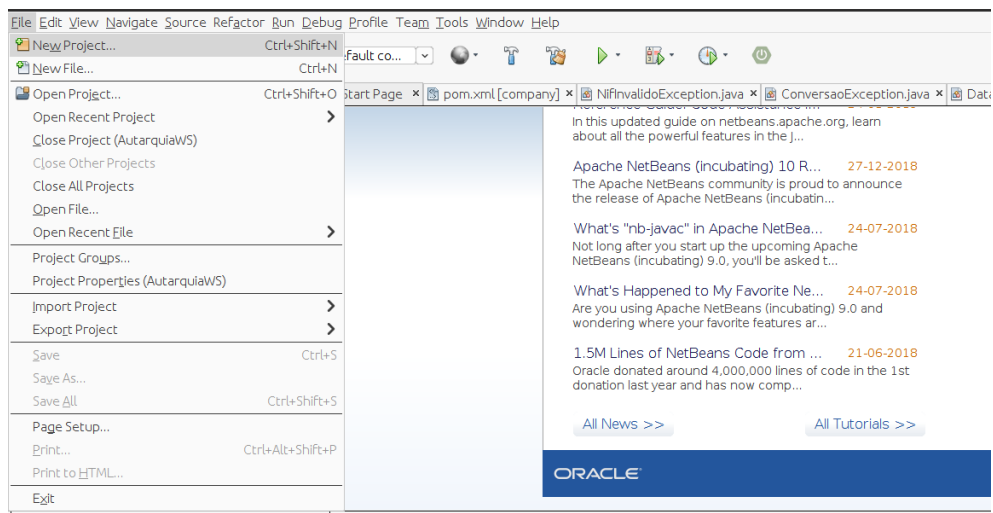 File Edit View Navigate Source Refactor Run Debug Profile Team Tools Window Help
New Project... Ctrl+Shift+N
New File... Ctrl+N
Open Project... Ctrl+Shift+O
Open Recent Project
Close Project (AutarquiaWS)
Close Other Projects
Close All Projects
Open File...
Open Recent File
Project Groups...
Project Properties (AutarquiaWS)
Import Project
Export Project
Save Ctrl+S
Save As...
Save All Ctrl+Shift+S
Page Setup...
Print... Ctrl+Alt+Shift+P
Print to HTML...
Exit
efault co...
Start Page pom.xml [company] NifInvalidoException.java ConversaoException.java Data
In this updated guide on netbeans.apache.org, learn
about all the powerful features in the J...
Apache NetBeans (incubating) 10 R... 27-12-2018
The Apache NetBeans community is proud to announce
the release of Apache NetBeans (incubatin...
What's "nb-javac" in Apache NetBea... 24-07-2018
Not long after you start up the upcoming Apache
NetBeans (incubating) 9.0, you'll be asked t...
What's Happened to My Favorite Ne... 24-07-2018
Are you using Apache NetBeans (incubating) 9.0 and
wondering where your favorite features ar...
1.5M Lines of NetBeans Code from ... 21-06-2018
Oracle donated around 4,000,000 lines of code in the 1st
donation last year and has now comp...
All News >> All Tutorials >>
ORACLE